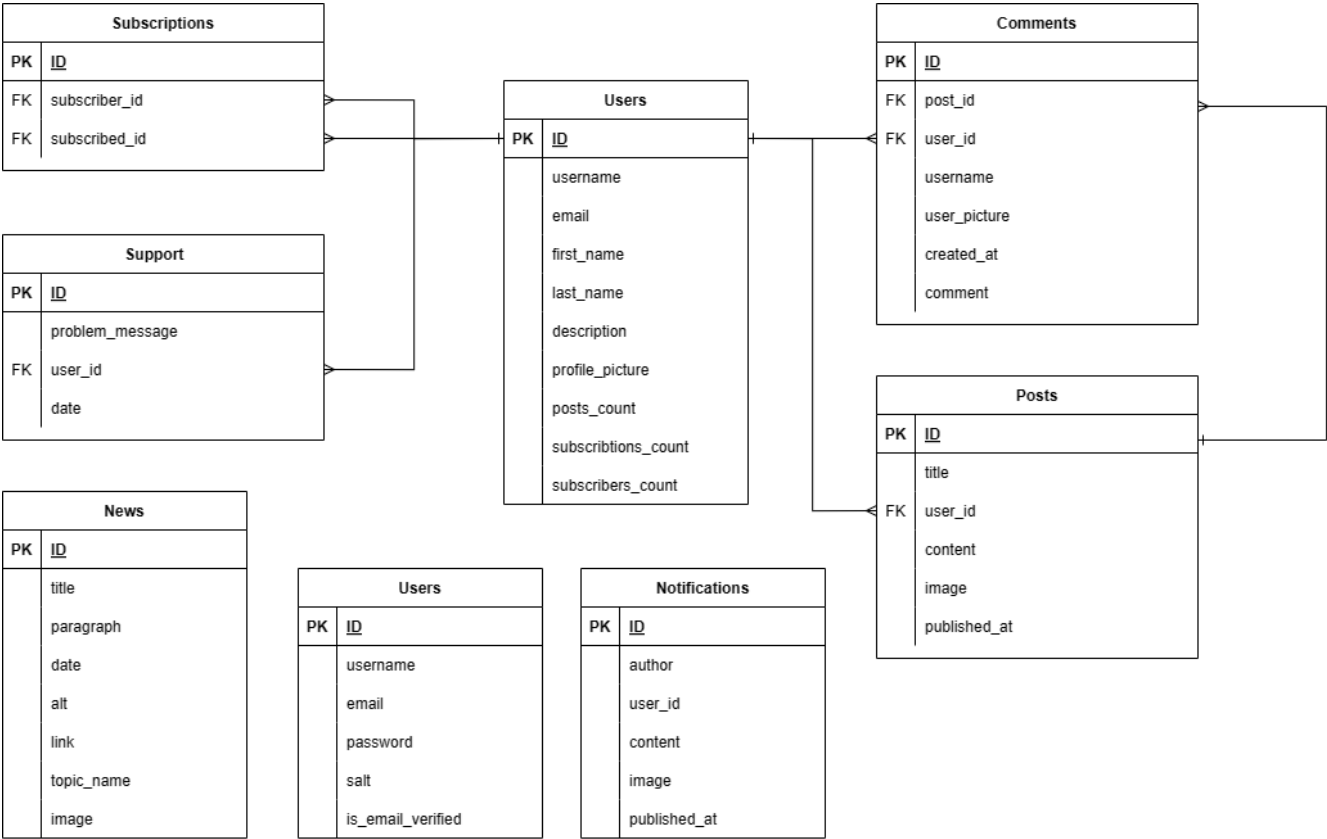 Subscriptions
PK ID
FK subscriber_id
FK subscribed_id
Users
PK ID
username
email
first_name
last_name
description
profile_picture
posts_count
subscribtions_count
subscribers_count
Comments
PK ID
FK post_id
FK user_id
username
user_picture
created_at
comment
Support
PK ID
problem_message
FK user_id
date
Posts
PK ID
title
FK user_id
content
image
published_at
News
PK ID
title
paragraph
date
alt
link
topic_name
image
Users
PK ID
username
email
password
salt
is_email_verified
Notifications
PK ID
author
user_id
content
image
published_at